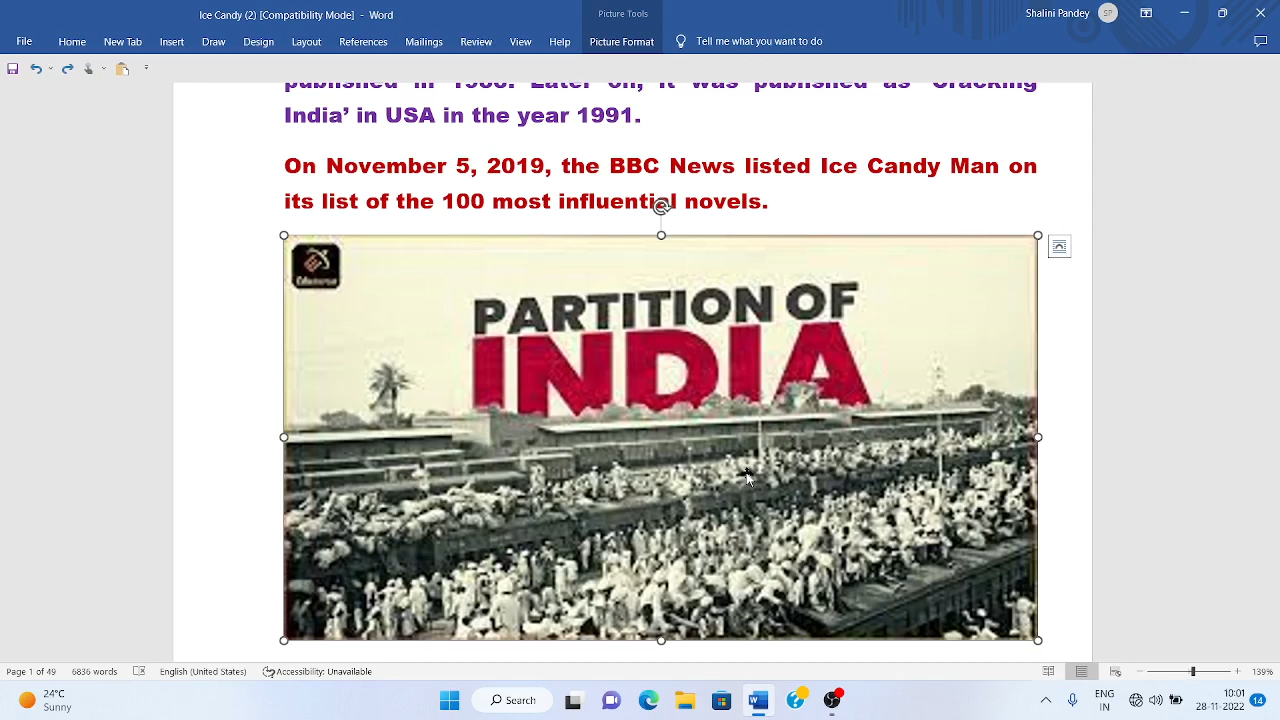 Ice Candy (2) [Compatibility Mode] - Word
Picture Tools
Shalini Pandey
SP
File Home New Tab Insert Draw Design Layout References Mailings Review View Help Picture Format Tell me what you want to do
India’ in USA in the year 1991.
On November 5, 2019, the BBC News listed Ice Candy Man on
its list of the 100 most influential novels.
PARTITION OF
INDIA
Page 1 of 49 6836 words English (United States) Accessibility: Unavailable 139%
24°C
Sunny
Search
ENG
IN
10:00
28-11-2022
14